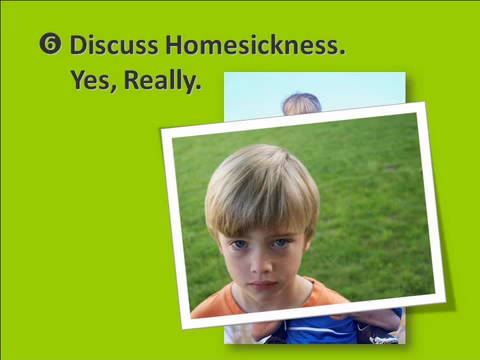 ❻ Discuss Homesickness.
Yes, Really.